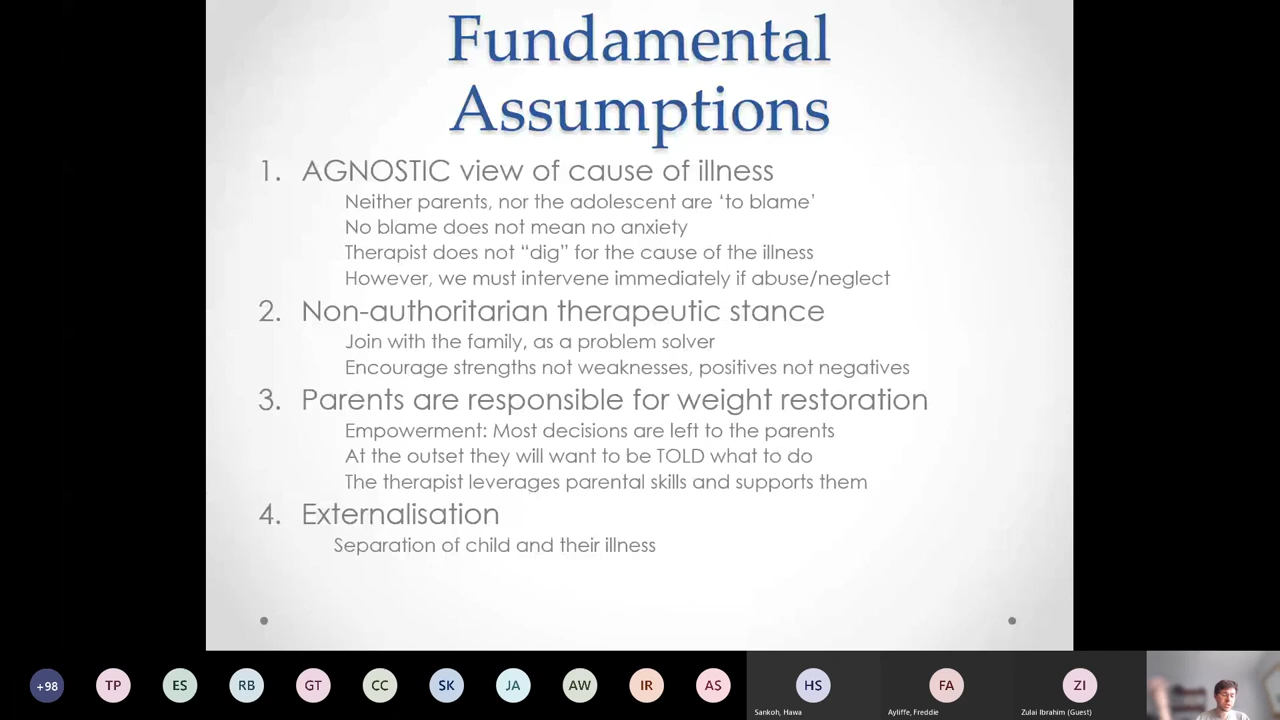 Fundamental
Assumptions
1. AGNOSTIC view of cause of illness
Neither parents, nor the adolescent are ‘to blame’
No blame does not mean no anxiety
Therapist does not “dig” for the cause of the illness
However, we must intervene immediately if abuse/neglect
2. Non-authoritarian therapeutic stance
Join with the family, as a problem solver
Encourage strengths not weaknesses, positives not negatives
3. Parents are responsible for weight restoration
Empowerment: Most decisions are left to the parents
At the outset they will want to be TOLD what to do
The therapist leverages parental skills and supports them
4. Externalisation
Separation of child and their illness
+98 TP ES RB GT CC SK JA AW IR AS HS FA ZI
Sankoh, Hawa Ayliffe, Freddie Zulai Ibrahim (Guest)